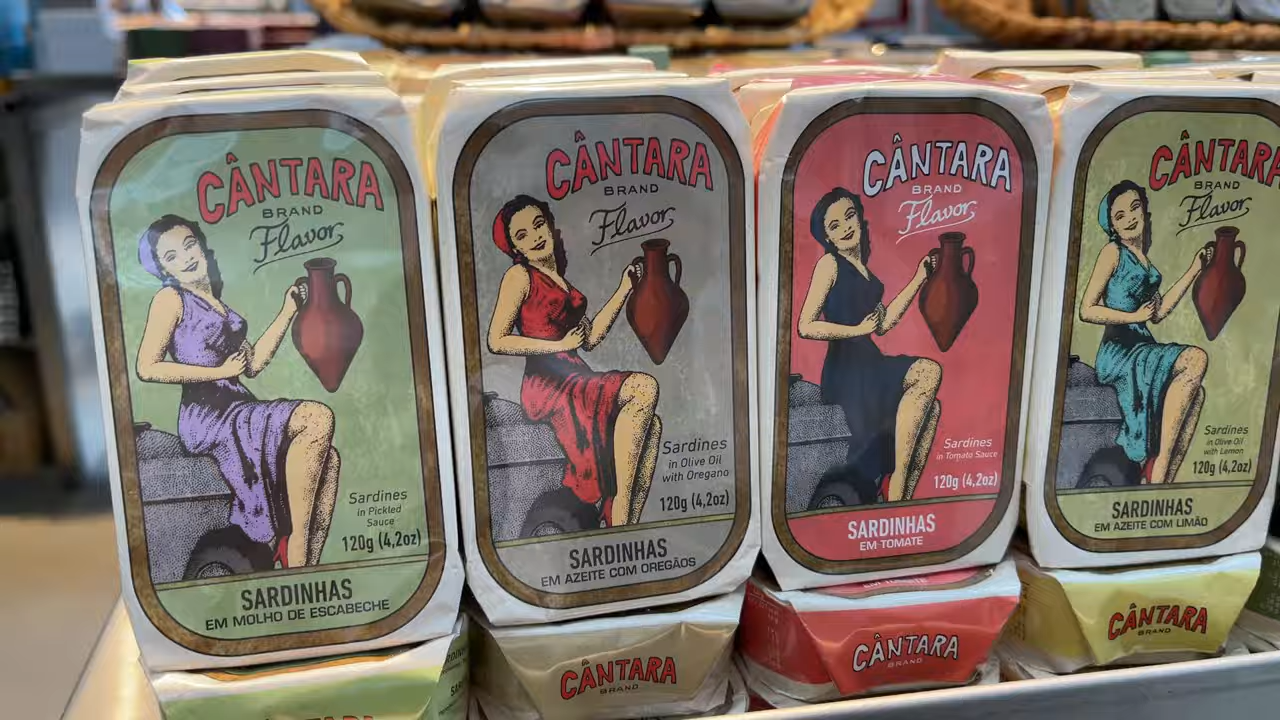 CÂNTARA
BRAND
Flavor
Sardines
in Pickled
Sauce
120g (4,2oz)
SARDINHAS
EM MOLHO DE ESCABECHE
CÂNTARA
BRAND
Flavor
Sardines
in Olive Oil
with Oregano
120g (4,2oz)
SARDINHAS
EM AZEITE COM OREGÃOS
CÂNTARA
BRAND
Flavor
Sardines
in Tomato Sauce
120g (4,2oz)
SARDINHAS
EM TOMATE
CÂNTARA
BRAND
Flavor
Sardines
in Olive Oil
with Lemon
120g (4,2oz)
SARDINHAS
EM AZEITE COM LIMÃO
CÂNTARA
BRAND
EM TOMATE
CÂNTARA
BRAND
CÂNTARA
BRAND